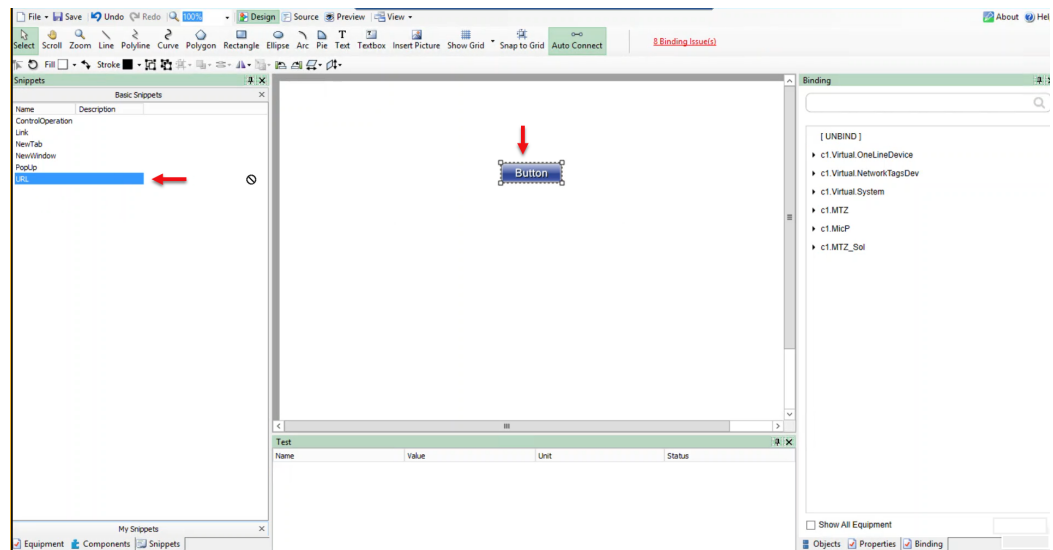 File Save Undo Redo 100% Design Source Preview View About Hel
Select Scroll Zoom Line Polyline Curve Polygon Rectangle Ellipse Arc Pie Text Textbox Insert Picture Show Grid Snap to Grid Auto Connect 8 Binding Issue(s)
Fill Stroke
Snippets
Basic Snippets
Name Description
ControlOperation
Link
NewTab
NewWindow
PopUp
URL
My Snippets
Equipment Components Snippets
Button
Test
Name Value Unit Status
Binding
[ UNBIND ]
c1.Virtual.OneLineDevice
c1.Virtual.NetworkTagsDev
c1.Virtual.System
c1.MTZ
c1.MicP
c1.MTZ_Sol
Show All Equipment
Objects Properties Binding